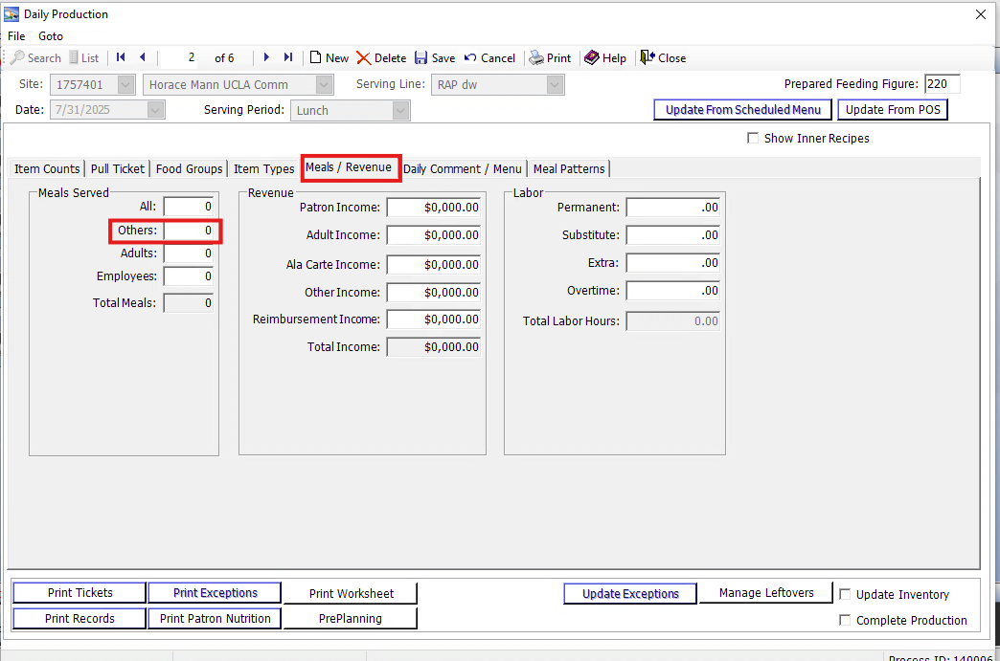 Daily Production
File Goto
Search List 2 of 6 New Delete Save Cancel Print Help Close
Site: 1757401 Horace Mann UCLA Comm Serving Line: RAP dw Prepared Feeding Figure: 220
Date: 7/31/2025 Serving Period: Lunch Update From Scheduled Menu Update From POS
Show Inner Recipes
Item Counts Pull Ticket Food Groups Item Types Meals / Revenue Daily Comment / Menu Meal Patterns
Meals Served
All: 0
Others: 0
Adults: 0
Employees: 0
Total Meals: 0
Revenue
Patron Income: $0,000.00
Adult Income: $0,000.00
Ala Carte Income: $0,000.00
Other Income: $0,000.00
Reimbursement Income: $0,000.00
Total Income: $0,000.00
Labor
Permanent: .00
Substitute: .00
Extra: .00
Overtime: .00
Total Labor Hours: 0.00
Print Tickets Print Exceptions Print Worksheet Update Exceptions Manage Leftovers Update Inventory
Print Records Print Patron Nutrition PrePlanning Complete Production
Process ID: 140006